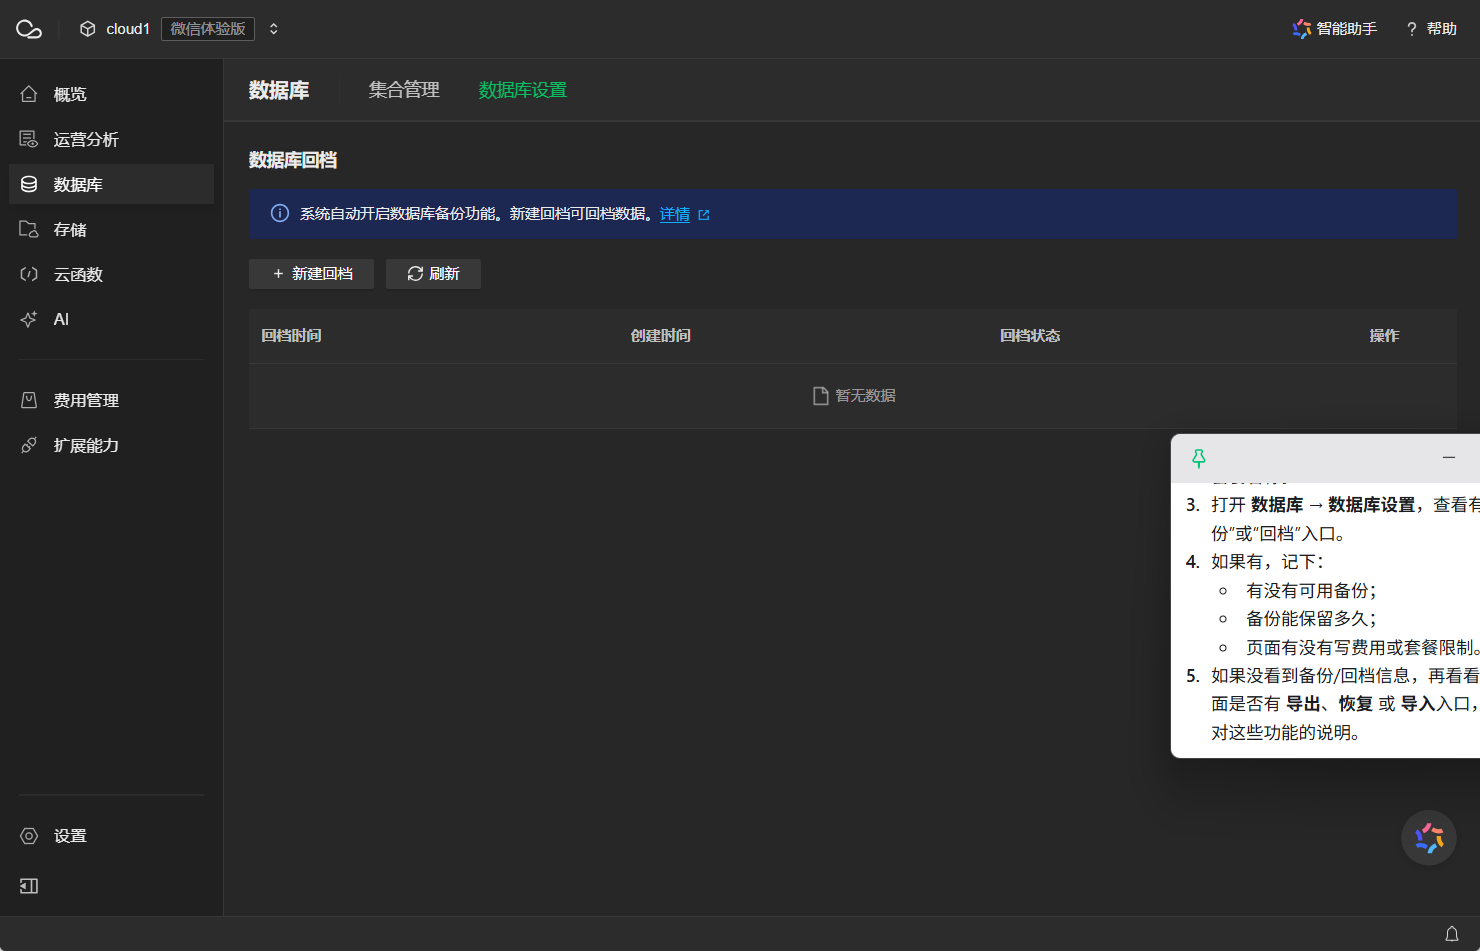 cloud1 微信体验版
智能助手 ? 帮助
概览
运营分析
数据库
存储
云函数
AI
费用管理
扩展能力
设置
数据库 集合管理 数据库设置
数据库回档
系统自动开启数据库备份功能。新建回档可回档数据。详情
+ 新建回档 刷新
回档时间 创建时间 回档状态 操作
暂无数据
3. 打开 数据库 → 数据库设置，查看有
份”或“回档”入口。
4. 如果有，记下：
有没有可用备份；
备份能保留多久；
页面有没有写费用或套餐限制。
5. 如果没看到备份/回档信息，再看看
面是否有 导出、恢复 或 导入入口，
对这些功能的说明。